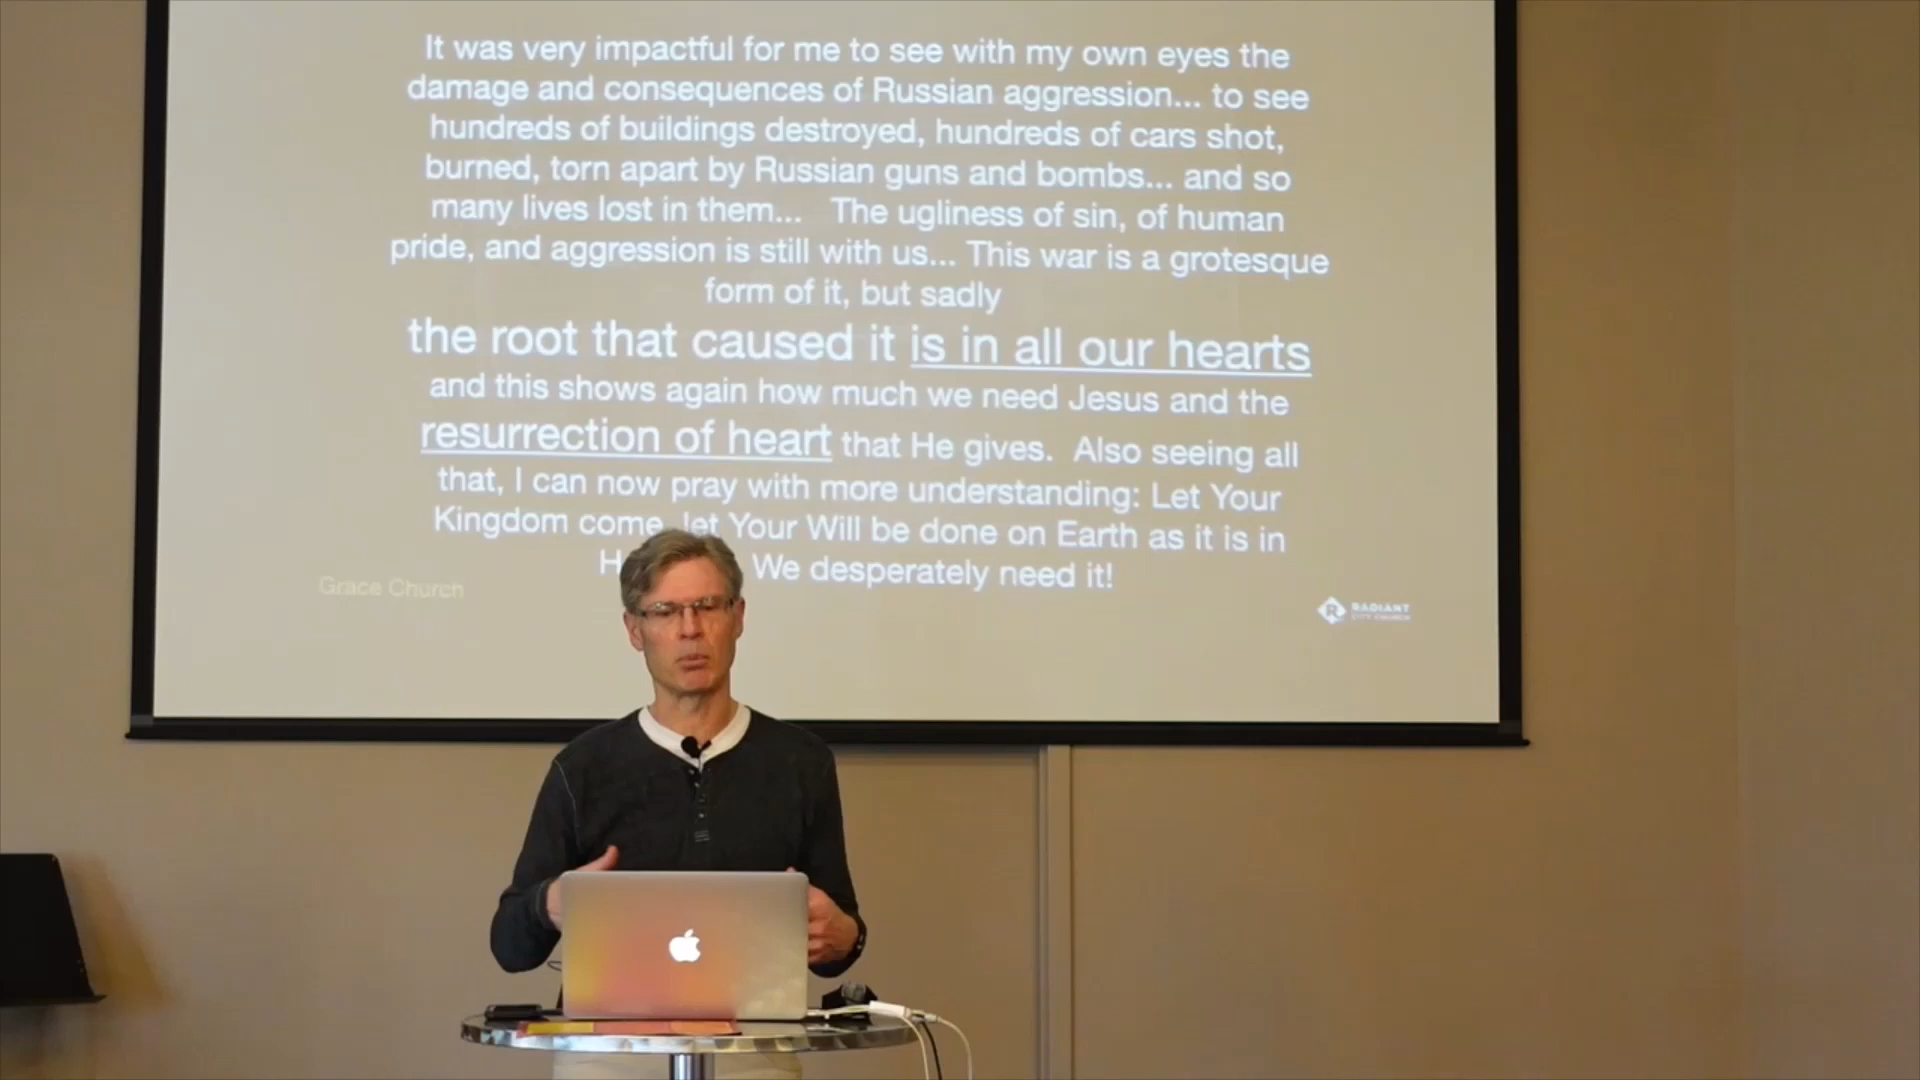 It was very impactful for me to see with my own eyes the
damage and consequences of Russian aggression... to see
hundreds of buildings destroyed, hundreds of cars shot,
burned, torn apart by Russian guns and bombs... and so
many lives lost in them... The ugliness of sin, of human
pride, and aggression is still with us... This war is a grotesque
form of it, but sadly
the root that caused it is in all our hearts
and this shows again how much we need Jesus and the
resurrection of heart that He gives. Also seeing all
that, I can now pray with more understanding: Let Your
Kingdom come, let Your Will be done on Earth as it is in
We desperately need it!
Grace Church
R RADIANT
CITY CHURCH